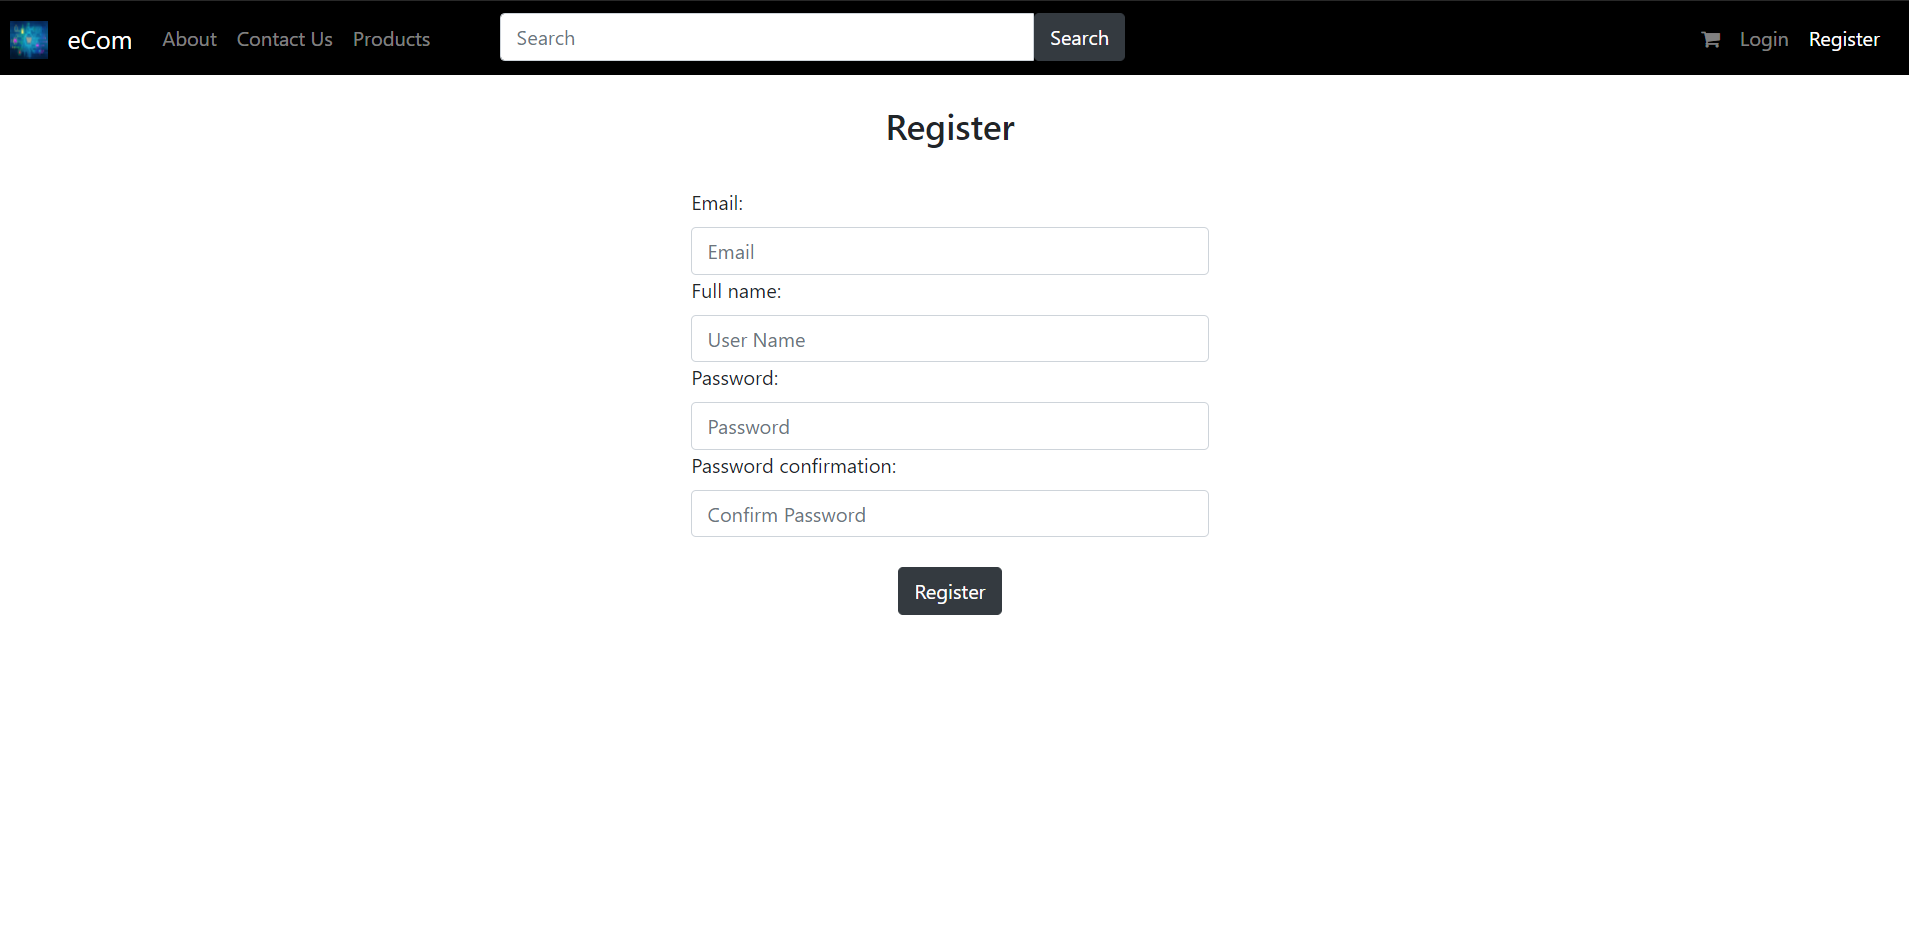 eCom About Contact Us Products Search Search Login Register
Register
Email:
Email
Full name:
User Name
Password:
Password
Password confirmation:
Confirm Password
Register